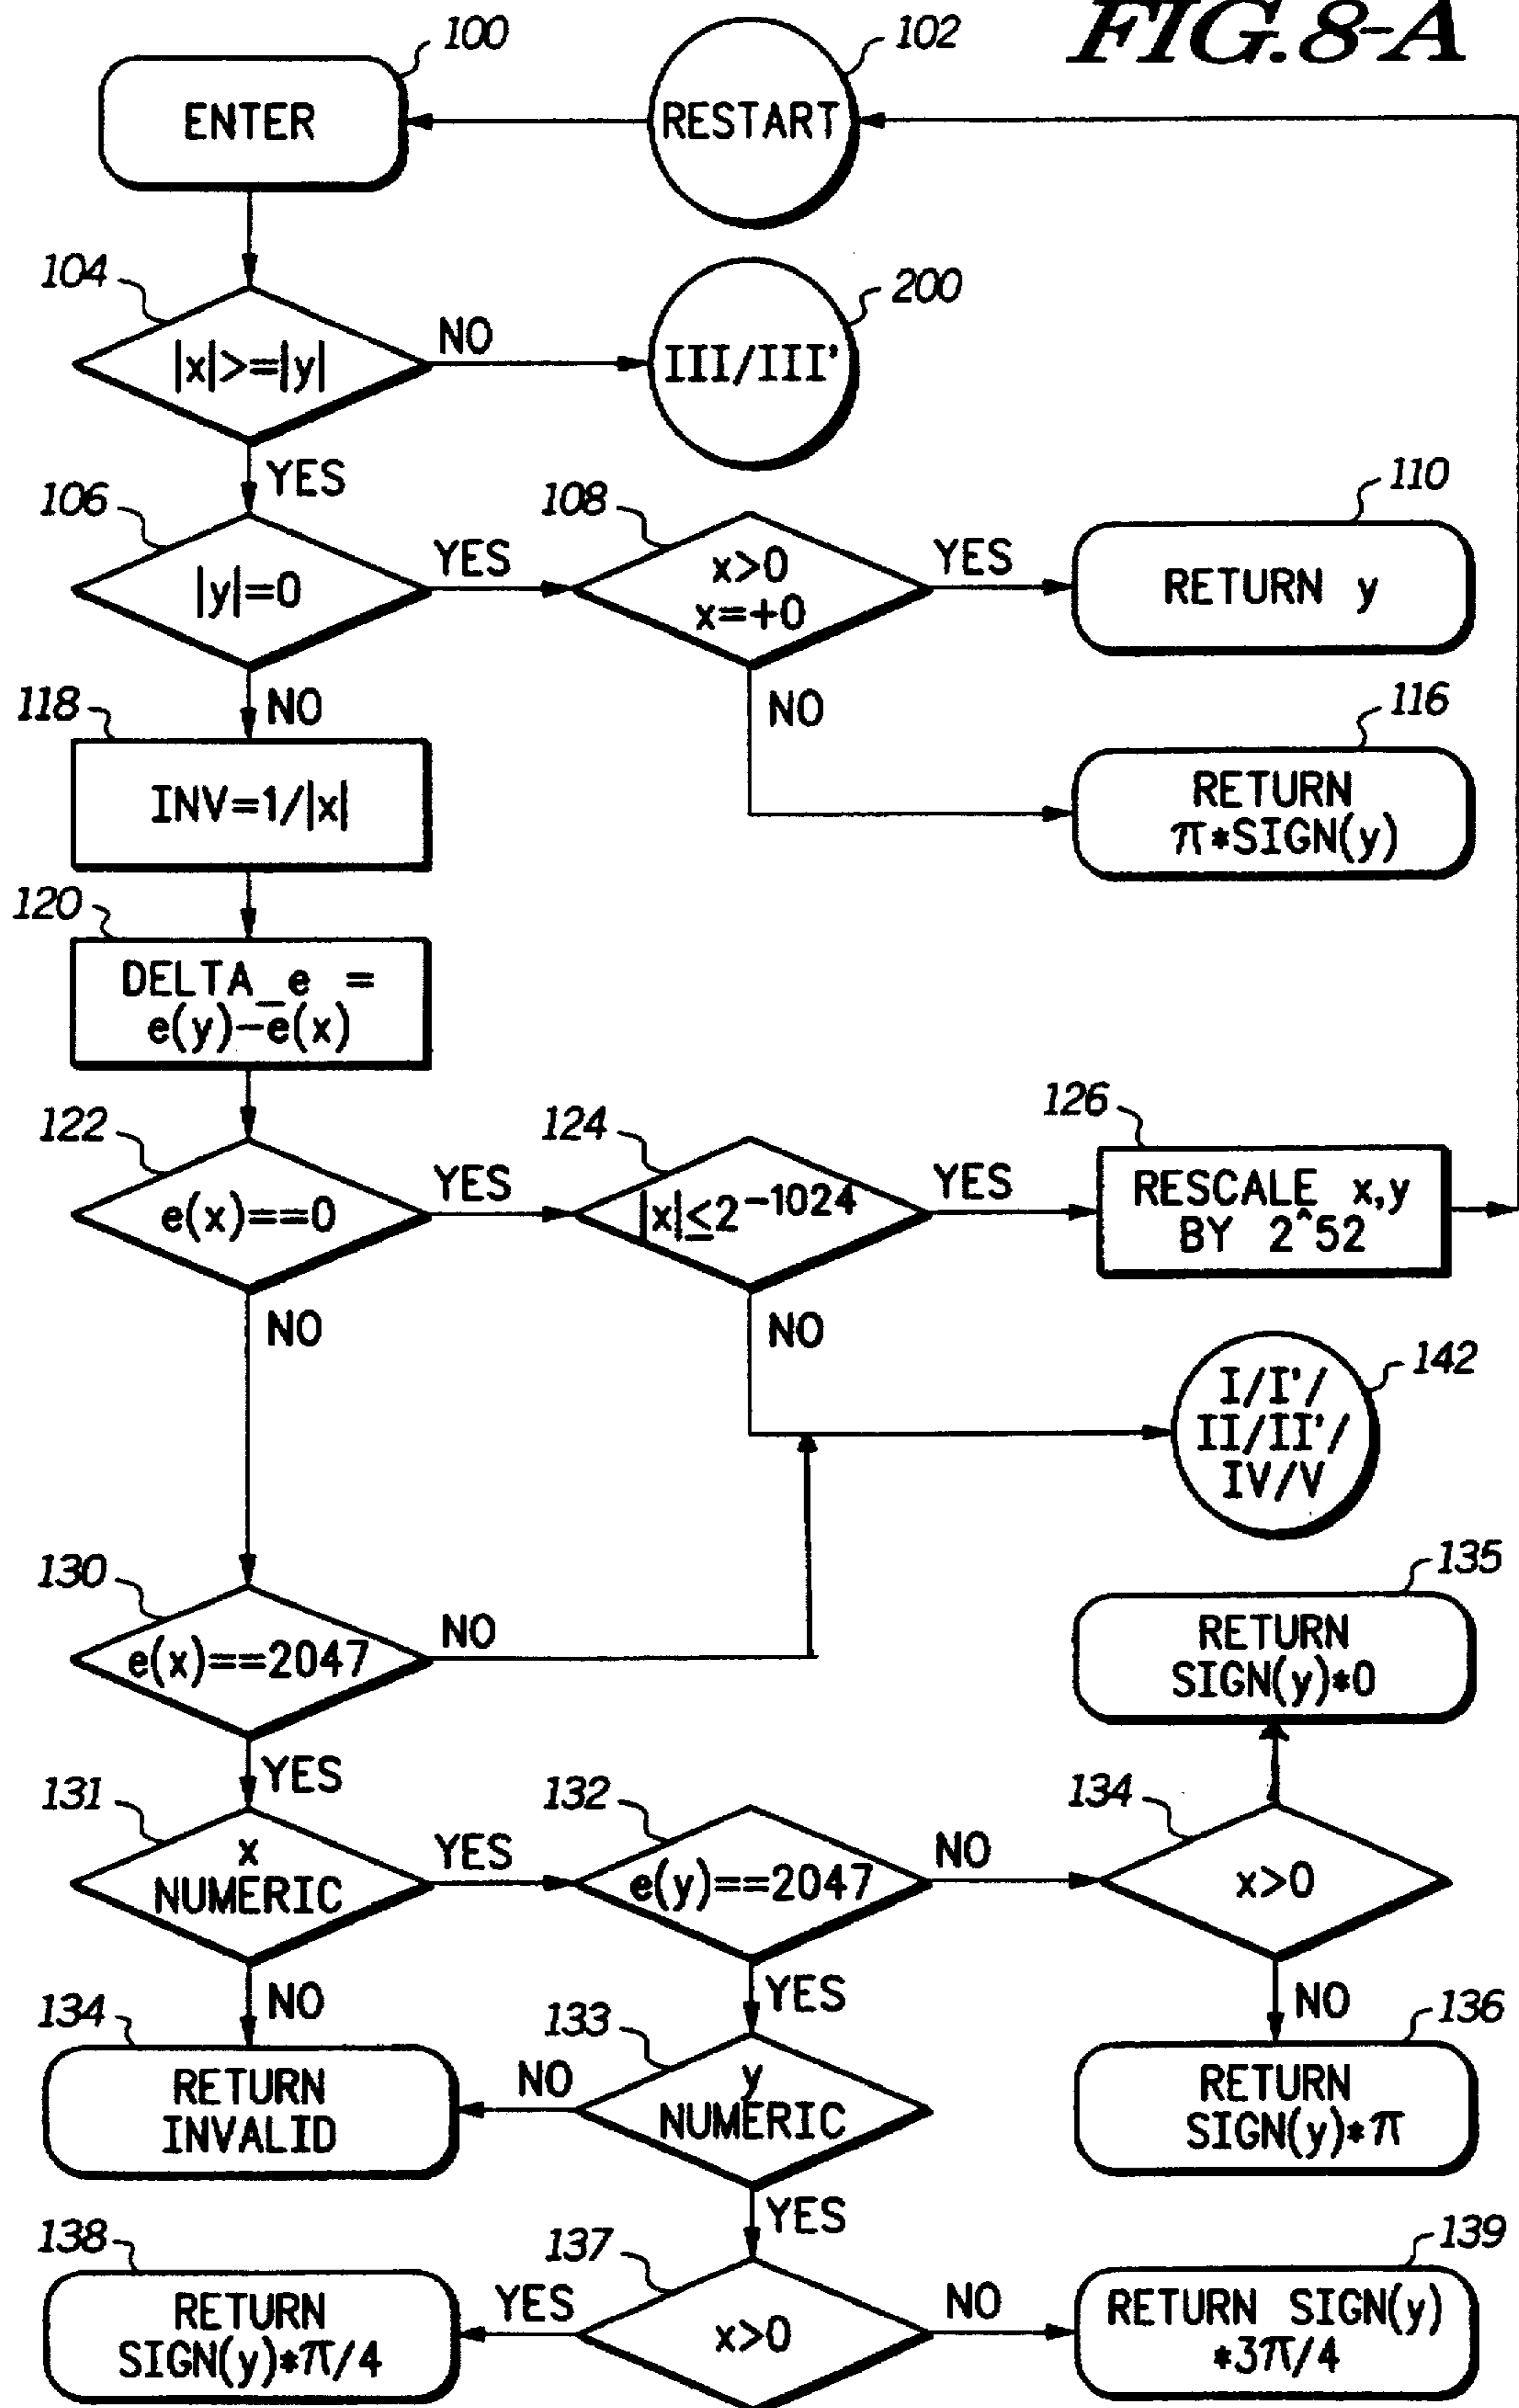 FIG.8-A
100
102
ENTER
RESTART
104
200
|x|>=|y|
NO
III/III'
YES
106
108
110
|y|=0
YES
x>0
x=+0
YES
RETURN y
118
NO
NO
116
INV=1/|x|
RETURN
π*SIGN(y)
120
DELTA_e =
e(y)-e(x)
122
124
126
e(x)==0
YES
|x|≤2^-1024
YES
RESCALE x,y
BY 2^52
NO
NO
142
I/I'/
II/II'/
IV/V
130
135
e(x)==2047
NO
RETURN
SIGN(y)*0
YES
131
132
134
x
NUMERIC
YES
e(y)==2047
NO
x>0
NO
YES
NO
134
133
136
RETURN
INVALID
NO
y
NUMERIC
RETURN
SIGN(y)*π
YES
138
137
139
RETURN
SIGN(y)*π/4
YES
x>0
NO
RETURN SIGN(y)
*3π/4